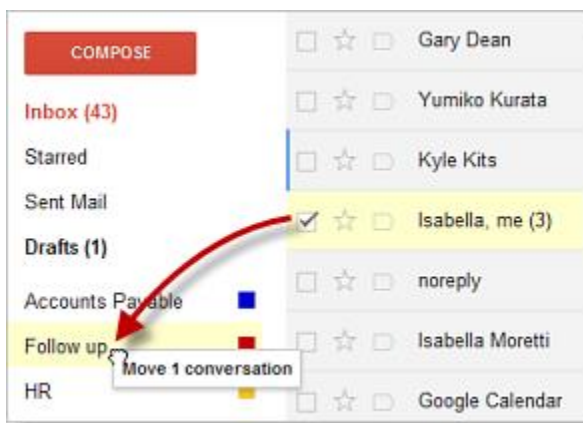 COMPOSE
Inbox (43)
Starred
Sent Mail
Drafts (1)
Accounts Payable
Follow up
HR
Move 1 conversation
Gary Dean
Yumiko Kurata
Kyle Kits
Isabella, me (3)
noreply
Isabella Moretti
Google Calendar